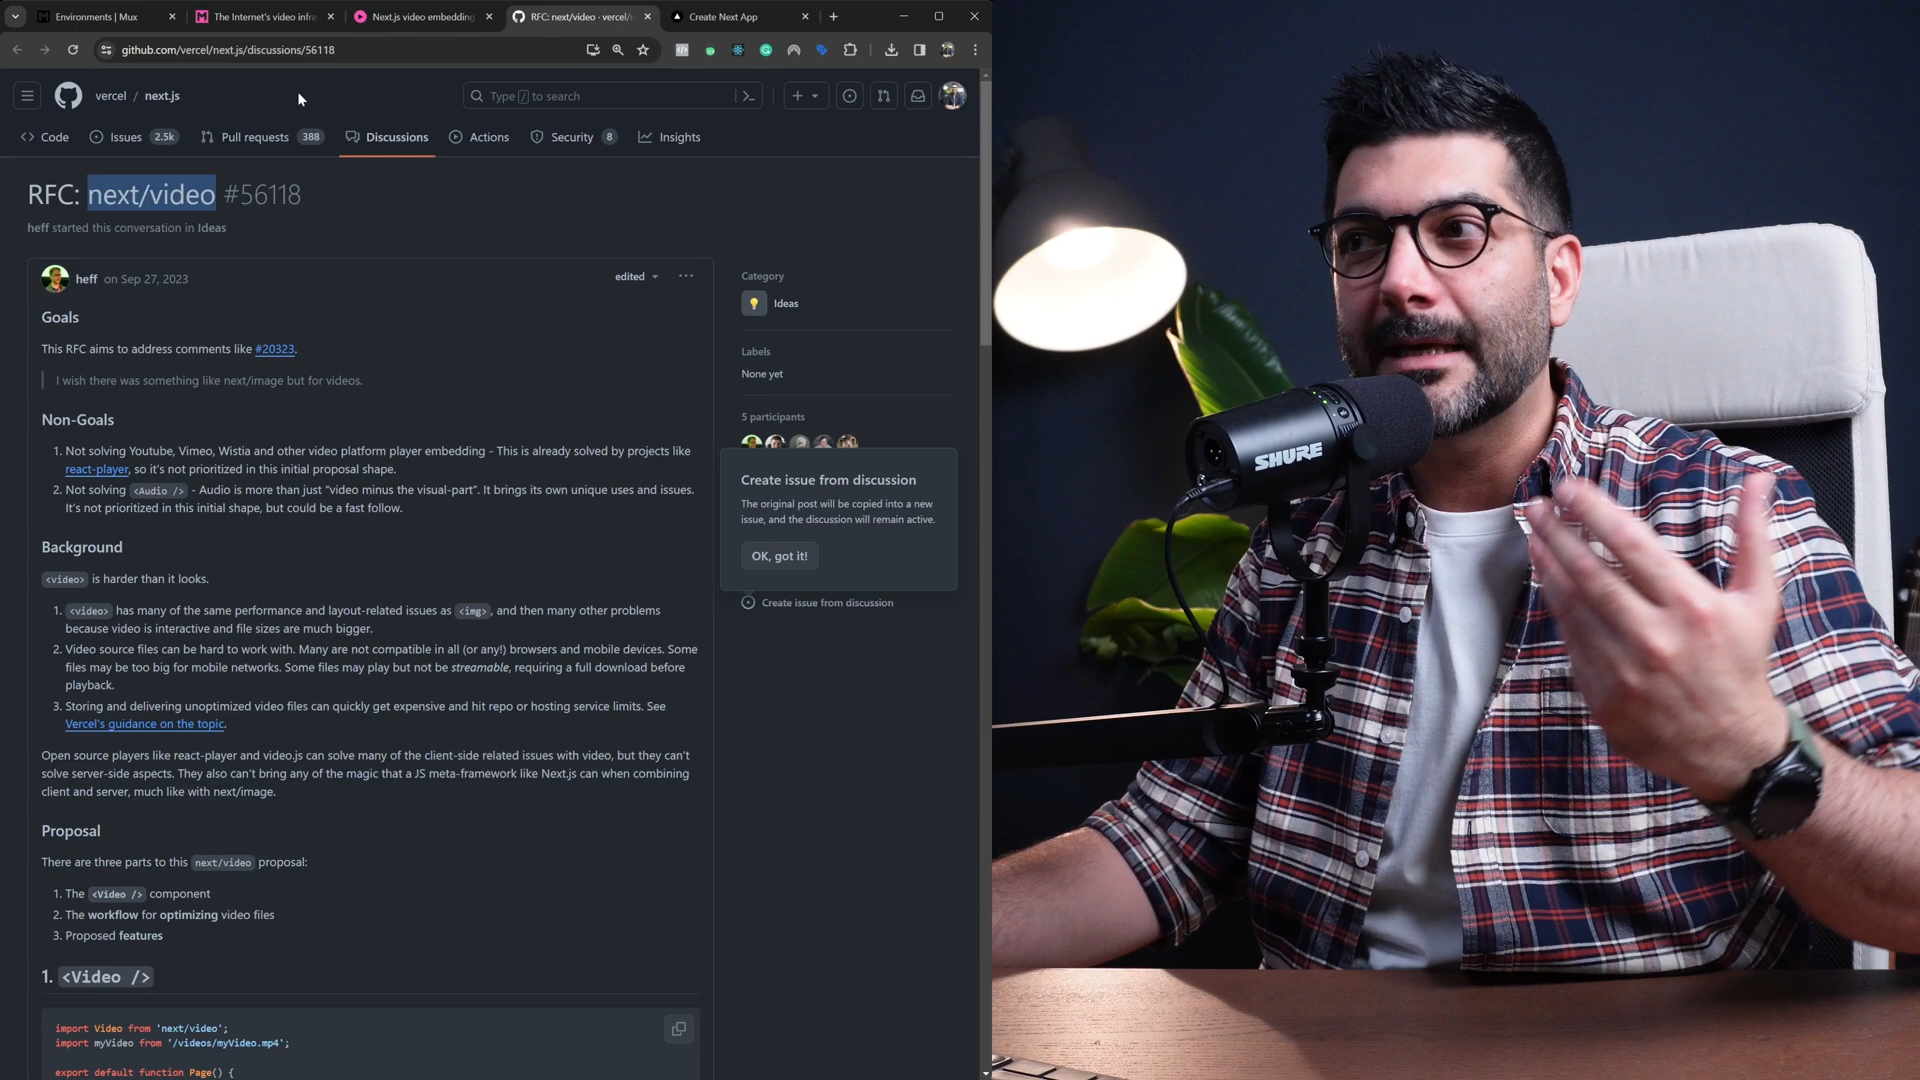 Environments | Mux
The Internet's video infra
Next.js video embedding
RFC: next/video · vercel/
Create Next App
github.com/vercel/next.js/discussions/56118
vercel / next.js
Type / to search
Code
Issues 2.5k
Pull requests 388
Discussions
Actions
Security 8
Insights
RFC: next/video #56118
heff started this conversation in Ideas
heff on Sep 27, 2023
edited
Goals
This RFC aims to address comments like #20323.
I wish there was something like next/image but for videos.
Non-Goals
1. Not solving Youtube, Vimeo, Wistia and other video platform player embedding - This is already solved by projects like
react-player, so it's not prioritized in this initial proposal shape.
2. Not solving <Audio /> - Audio is more than just “video minus the visual-part”. It brings its own unique uses and issues.
It's not prioritized in this initial shape, but could be a fast follow.
Background
<video> is harder than it looks.
1. <video> has many of the same performance and layout-related issues as <img>, and then many other problems
because video is interactive and file sizes are much bigger.
2. Video source files can be hard to work with. Many are not compatible in all (or any!) browsers and mobile devices. Some
files may be too big for mobile networks. Some files may play but not be streamable, requiring a full download before
playback.
3. Storing and delivering unoptimized video files can quickly get expensive and hit repo or hosting service limits. See
Vercel's guidance on the topic.
Open source players like react-player and video.js can solve many of the client-side related issues with video, but they can't
solve server-side aspects. They also can't bring any of the magic that a JS meta-framework like Next.js can when combining
client and server, much like with next/image.
Proposal
There are three parts to this next/video proposal:
1. The <Video /> component
2. The workflow for optimizing video files
3. Proposed features
1. <Video />
import Video from 'next/video';
import myVideo from '/videos/myVideo.mp4';
export default function Page() {
Category
Ideas
Labels
None yet
5 participants
Create issue from discussion
The original post will be copied into a new
issue, and the discussion will remain active.
OK, got it!
Create issue from discussion
SHURE